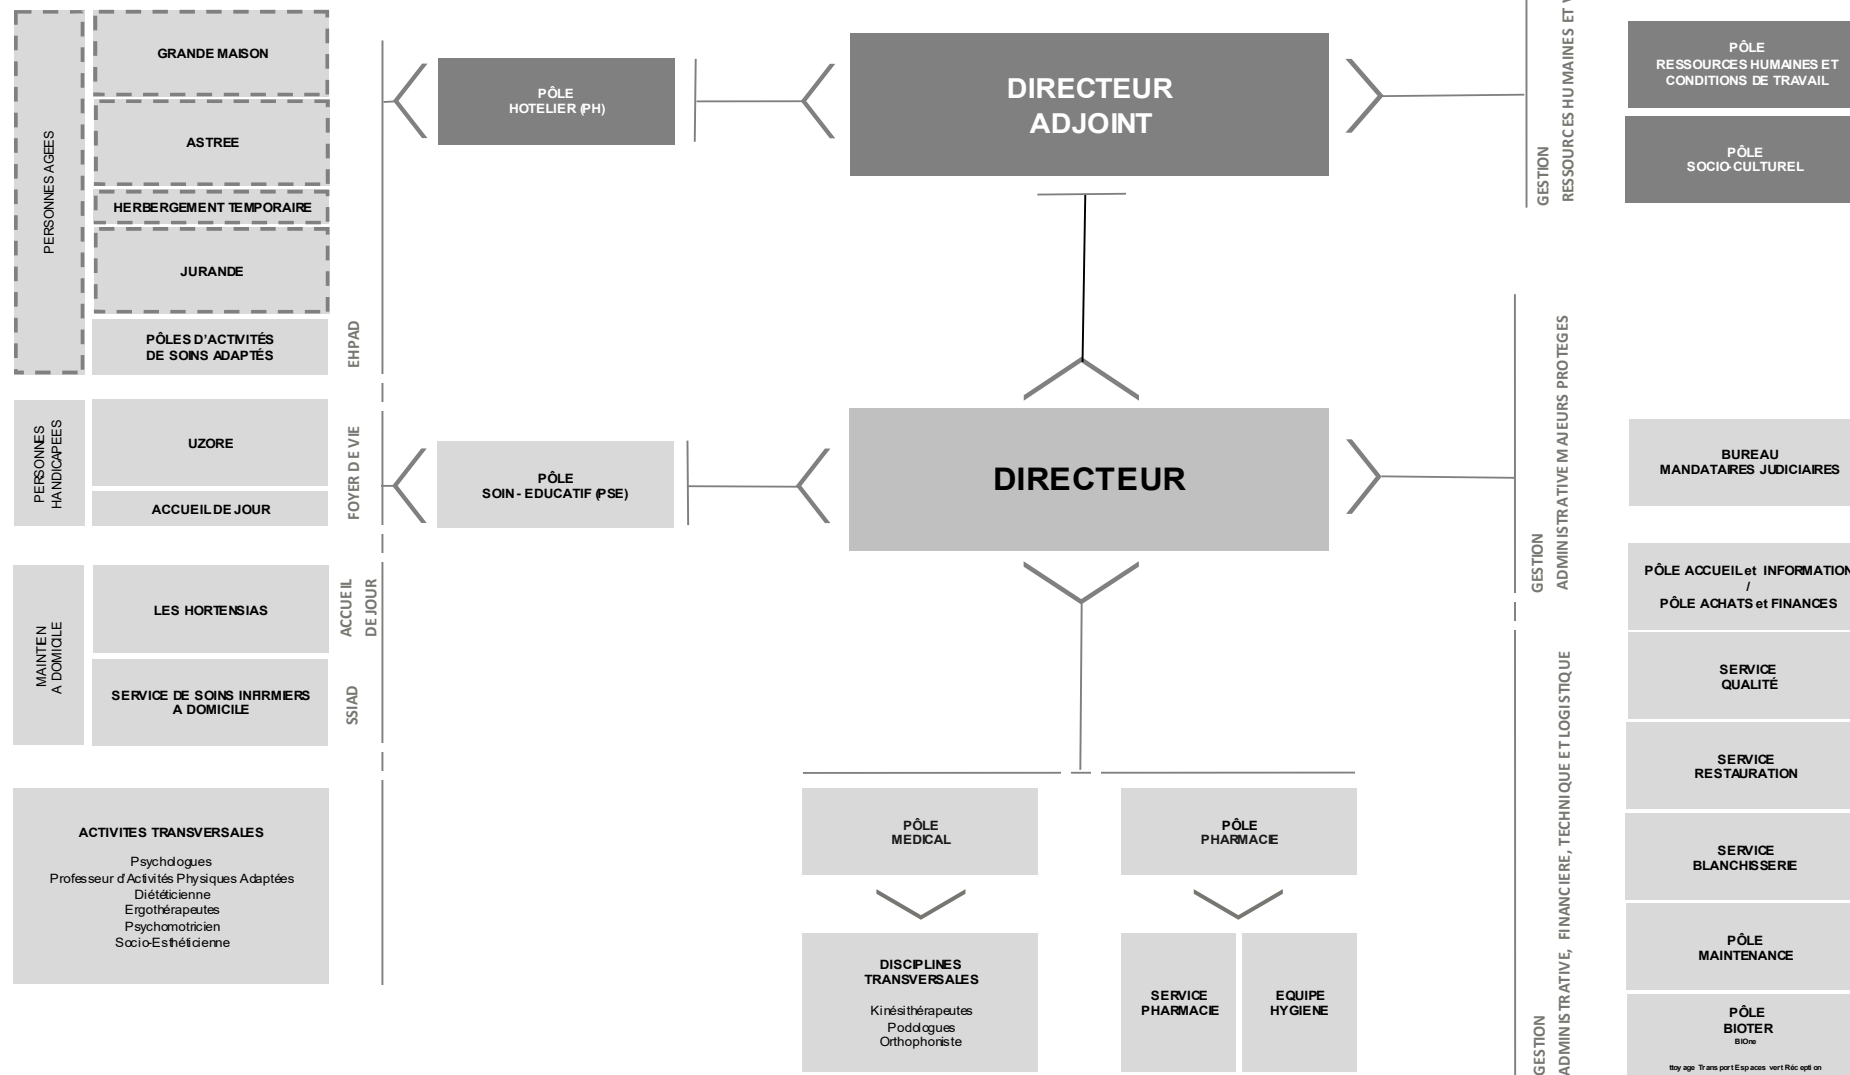 PERSONNES AGEES
GRANDE MAISON
ASTREE
HERBERGEMENT TEMPORAIRE
JURANDE
PÔLES D'ACTIVITÉS
DE SOINS ADAPTÉS
EHPAD
PERSONNES
HANDICAPEES
UZORE
ACCUEIL DE JOUR
FOYER DE VIE
MAINTIEN
A DOMICILE
LES HORTENSIAS
ACCUEIL
DE JOUR
SERVICE DE SOINS INFIRMIERS
A DOMICILE
SSIAD
ACTIVITES TRANSVERSALES
Psychologues
Professeur d'Activités Physiques Adaptées
Diététicienne
Ergothérapeutes
Psychomotricien
Socio-Esthéticienne
PÔLE
HOTELIER (PH)
PÔLE
SOIN - EDUCATIF (PSE)
DIRECTEUR
ADJOINT
DIRECTEUR
PÔLE
MEDICAL
DISCIPLINES
TRANSVERSALES
Kinésithérapeutes
Podologues
Orthophoniste
PÔLE
PHARMACIE
SERVICE
PHARMACIE
EQUIPE
HYGIENE
GESTION
RESSOURCES HUMAINES ET
PÔLE
RESSOURCES HUMAINES ET
CONDITIONS DE TRAVAIL
PÔLE
SOCIO-CULTUREL
GESTION
ADMINISTRATIVE MAJEURS PROTEGES
BUREAU
MANDATAIRES JUDICIAIRES
GESTION
ADMINISTRATIVE, FINANCIERE, TECHNIQUE ET LOGISTIQUE
PÔLE ACCUEIL et INFORMATION
/
PÔLE ACHATS et FINANCES
SERVICE
QUALITÉ
SERVICE
RESTAURATION
SERVICE
BLANCHISSERIE
PÔLE
MAINTENANCE
PÔLE
BIOTER
BIOne
ttoyage Transport Espaces vert Réception